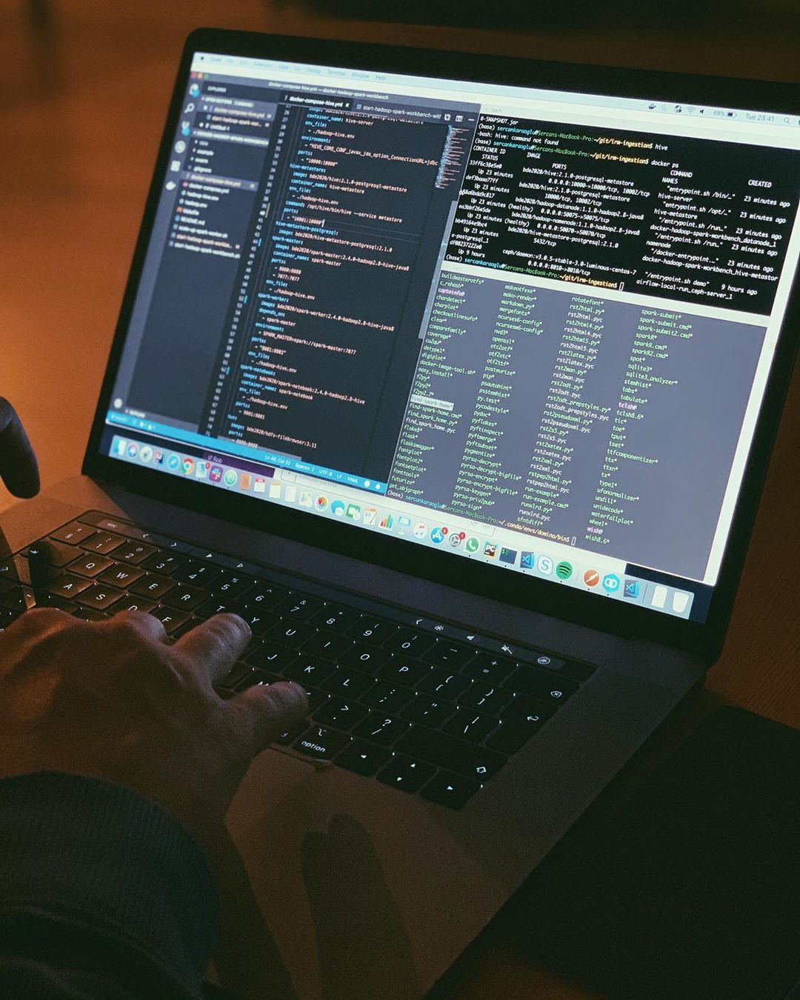 Terminal Window Help
69% Tue 23:41
docker-compose-hive.yml — docker-hadoop-spark-workbench
EXPLORER
docker-compose-hive.yml
start-hadoop-spark-workbench-with
container_name: hive-server
env_file:
- ./hadoop-hive.env
environment:
ports:
- "10000:10000"
hive-metastore:
image: bde2020/hive:2.1.0-postgresql-metastore
container_name: hive-metastore
env_file:
- ./hadoop-hive.env
command: /opt/hive/bin/hive --service metastore
ports:
- "10001:10000"
hive-metastore-postgresql:
image: bde2020/hive-metastore-postgresql:2.1.0
spark-master:
image: bde2020/spark-master:2.4.0-hadoop2.8-hive-java8
container_name: spark-master
ports:
- 8080:8080
- 7077:7077
env_file:
- ./hadoop-hive.env
spark-worker:
image: bde2020/spark-worker:2.4.0-hadoop2.8-hive-java8
depends_on:
- spark-master
environment:
- SPARK_MASTER=spark://spark-master:7077
ports:
- "8081:8081"
env_file:
- ./hadoop-hive.env
spark-notebook:
image: bde2020/spark-notebook:2.4.0-hadoop2.8-hive
container_name: spark-notebook
env_file:
- ./hadoop-hive.env
ports:
- 9001:9001
hue:
image: bde2020/hdfs-filebrowser:3.11
ports:
- 8088:8088
Ln 40, Col 22 Spaces: 2 UTF-8 LF YAML
0-SNAPSHOT.jar
(base) sercankaraoglu@Sercans-MacBook-Pro:~/git/irm-ingestion$ hive
-bash: hive: command not found
(base) sercankaraoglu@Sercans-MacBook-Pro:~/git/irm-ingestion$ docker ps
CONTAINER ID IMAGE COMMAND CREATED
STATUS PORTS NAMES
33ff6c38e5e0 bde2020/hive:2.1.0-postgresql-metastore "entrypoint.sh /bin/…" 23 minutes ago
Up 23 minutes 0.0.0.0:10000->10000/tcp, 10002/tcp hive-server
def3baaa77ff bde2020/hive:2.1.0-postgresql-metastore "entrypoint.sh /opt/…" 23 minutes ago
Up 23 minutes 10000/tcp, 10002/tcp hive-metastore
bde2020/hadoop-datanode:1.1.0-hadoop2.8-java8 "/entrypoint.sh /run…" 23 minutes ago
Up 23 minutes (healthy) 0.0.0.0:50075->50075/tcp docker-hadoop-spark-workbench_datanode_1
ea3bbf26e5de bde2020/hadoop-namenode:1.1.0-hadoop2.8-java8 "/entrypoint.sh /run…" 23 minutes ago
Up 23 minutes (healthy) 0.0.0.0:50070->50070/tcp namenode
bb49164e9be4 bde2020/hive-metastore-postgresql:2.1.0 "/docker-entrypoint.…" 23 minutes ago
Up 23 minutes 5432/tcp docker-hadoop-spark-workbench_hive-metastor
e-postgresql_1
df08237222e0 ceph/daemon:v3.0.5-stable-3.0-luminous-centos-7 "/entrypoint.sh demo" 9 hours ago
Up 9 hours 0.0.0.0:8010->8010/tcp airflow-local-run_ceph-server_1
(base) sercankaraoglu@Sercans-MacBook-Pro:~/git/irm-ingestion$
buildmasterotfs* makeotfexe* rotatefont* spark-submit*
c_rehash* mako-render* rst2html.py* spark-submit.cmd*
captoinfo@ markdown_py* rst2html.pyc spark-submit2.cmd*
chardetect* mergefonts* rst2html4.py* sparkR*
charplot* ncurses6-config* rst2html4.pyc sparkR.cmd*
checkoutlinesufo* ncursesw6-config* rst2html5.py* sparkR2.cmd*
clear* nvd3* rst2html5.pyc spot*
comparefamily* openssl* rst2latex.py* sqlite3*
coverage* otc2otf* rst2latex.pyc sqlite3_analyzer*
cu2qu* otf2otc* rst2man.py* stemhist*
detype1* otf2ttf* rst2man.pyc tabs*
digiplot* pasteurize* rst2odt.py* tabulate*
docker-image-tool.sh* pip* rst2odt.pyc tclsh@
easy_install* psautohint* rst2odt_prepstyles.py* tclsh8.6*
f2py* psstemhist* rst2odt_prepstyles.pyc tic*
f2py2* py.test* rst2pseudoxml.py* toe*
f2py2.7* pycodestyle* rst2pseudoxml.pyc tput*
find-spark-home* pydoc* rst2s5.py* tset*
find-spark-home.cmd* pyflakes* rst2s5.pyc ttfcomponentizer*
find_spark_home.py* pyftinspect* rst2xetex.py* ttx*
find_spark_home.pyc pyftmerge* rst2xetex.pyc ttxn*
flake8* pyftsubset* rst2xml.py* tx*
flask* pygmentize* rst2xml.pyc type1*
flasksmagger* pyrsa-decrypt* rstpep2html.py* ufonormalizer*
fontplot* pyrsa-decrypt-bigfile* rstpep2html.pyc undill*
fontplot2* pyrsa-encrypt* run-example* unidecode*
fontsetplot* pyrsa-encrypt-bigfile* run-example.cmd* waterfallplot*
fonttools* pyrsa-keygen* runxlrd.py* wheel*
futurize* pyrsa-priv2pub* runxlrd.pyc wish@
get_objgraph* pyrsa-sign* sfntdiff* wish8.6*
(base) sercankaraoglu@Sercans-MacBook-Pro:~/.conda/envs/domino/bin$
esc
Q W E R T Y U I O P
A S D F J K L
option